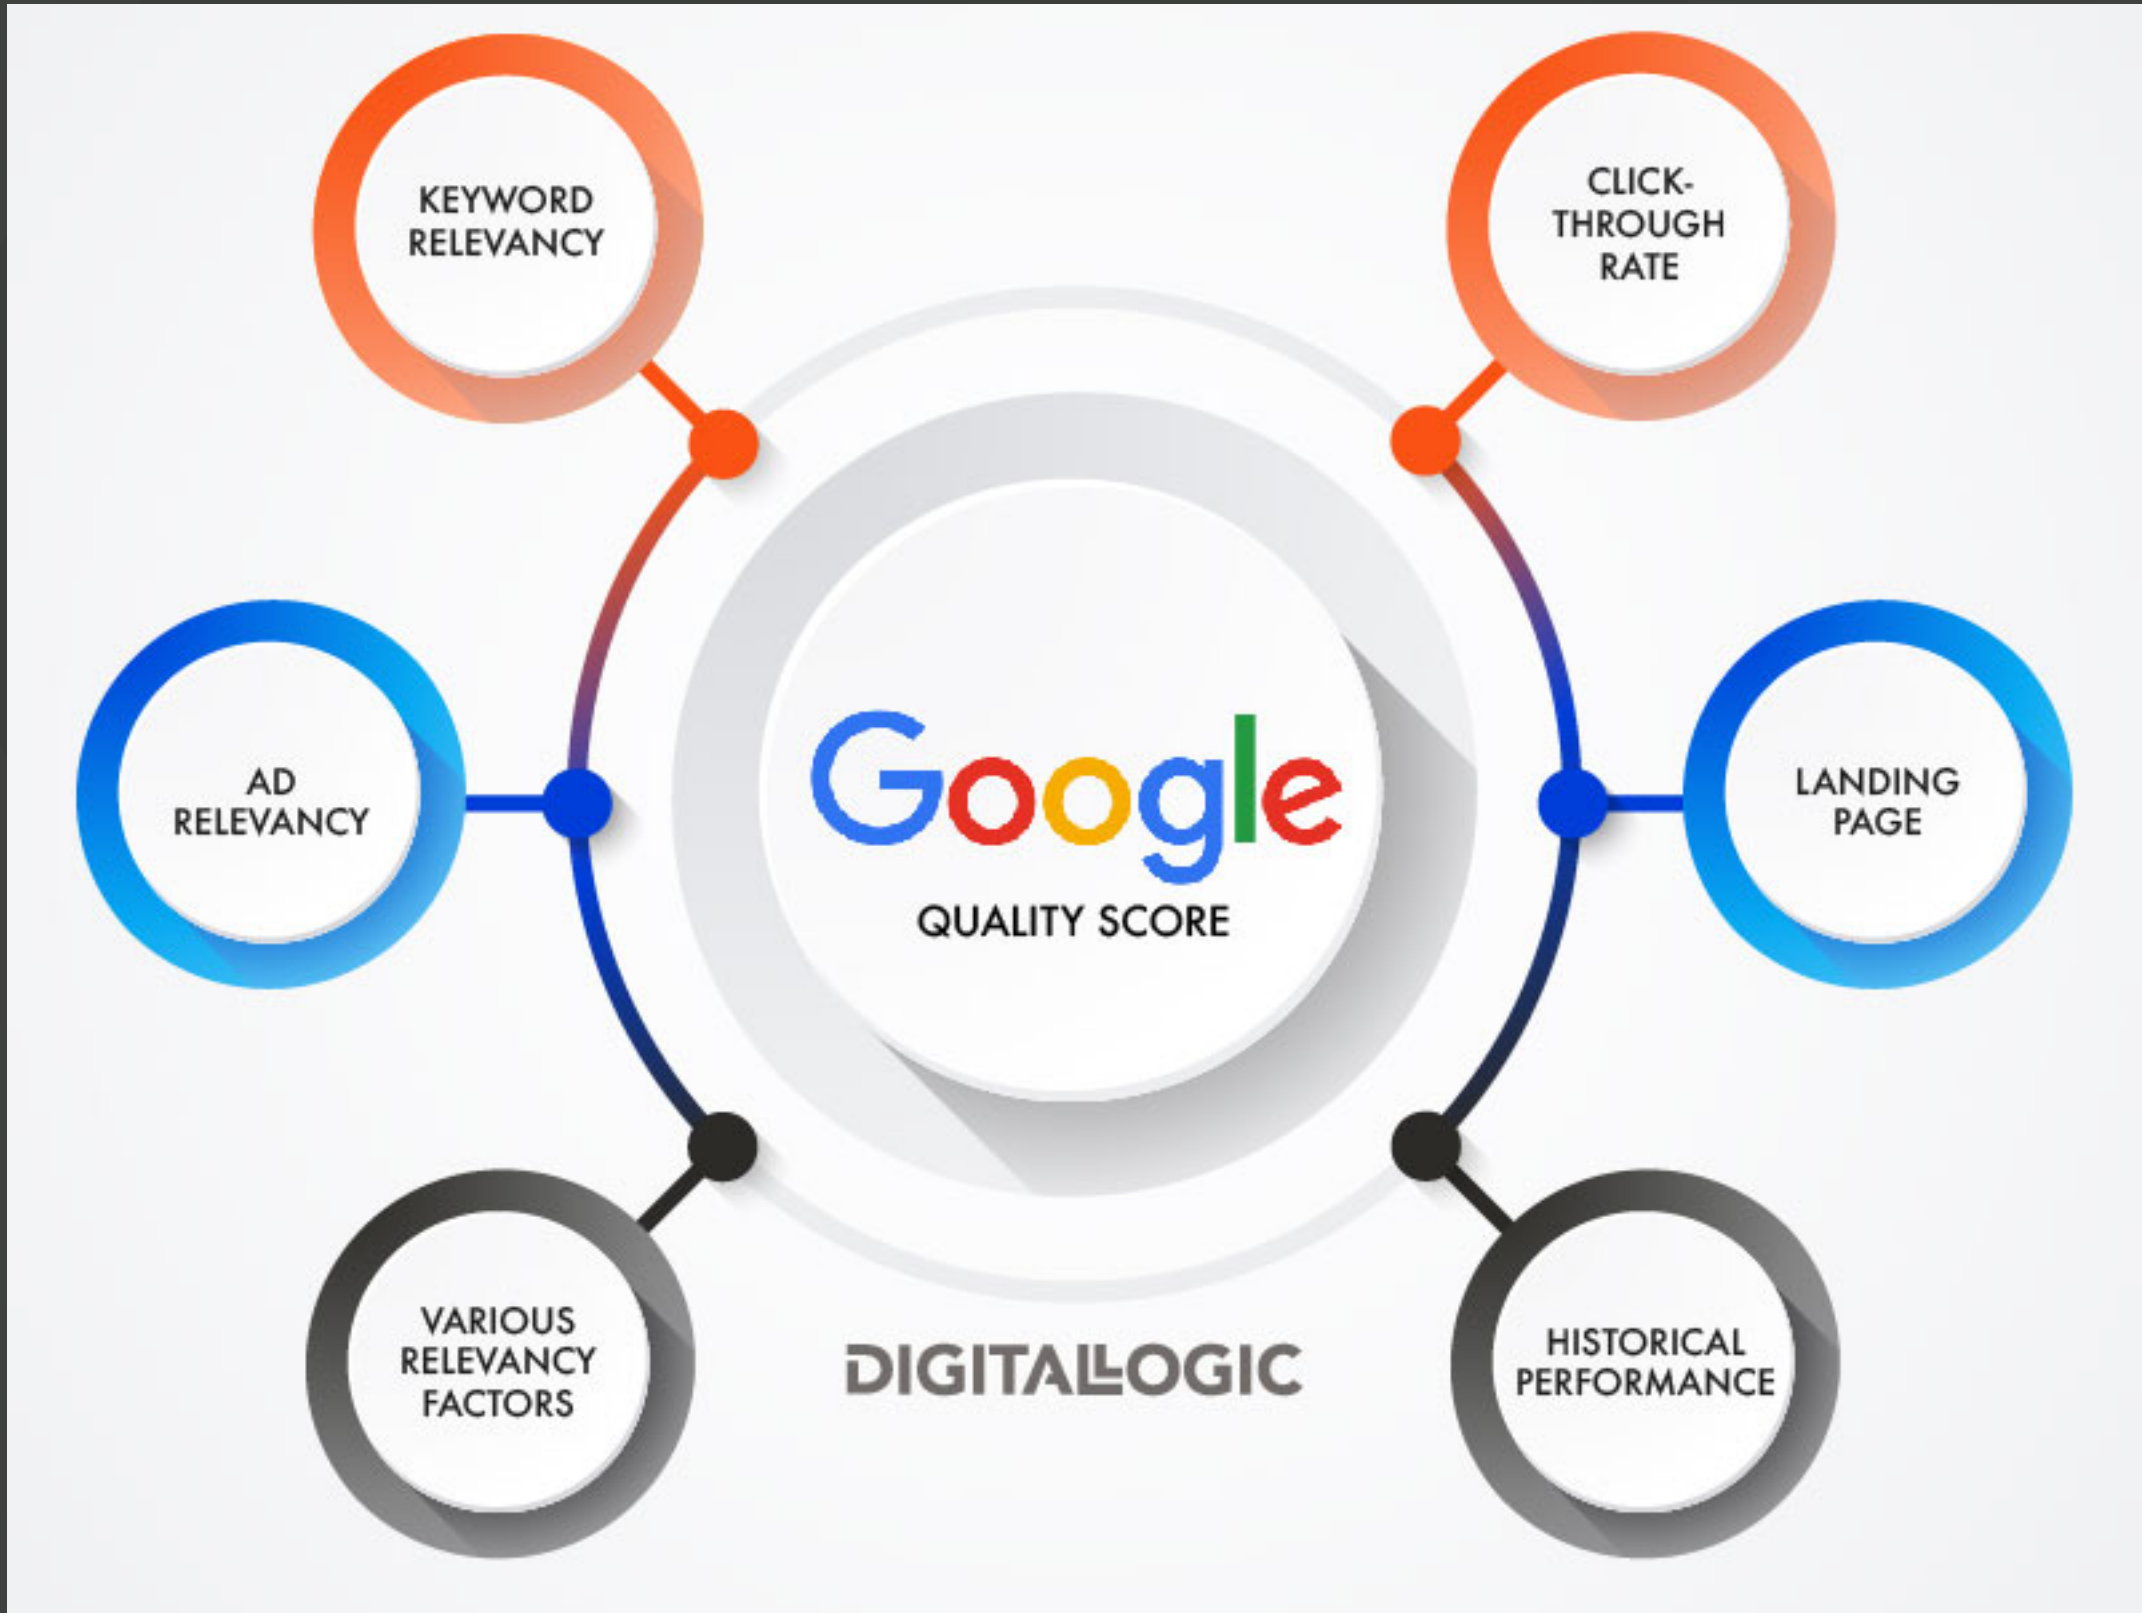 KEYWORD
RELEVANCY
CLICK-
THROUGH
RATE
AD
RELEVANCY
Google
QUALITY SCORE
LANDING
PAGE
VARIOUS
RELEVANCY
FACTORS
HISTORICAL
PERFORMANCE
DIGITALLOGIC